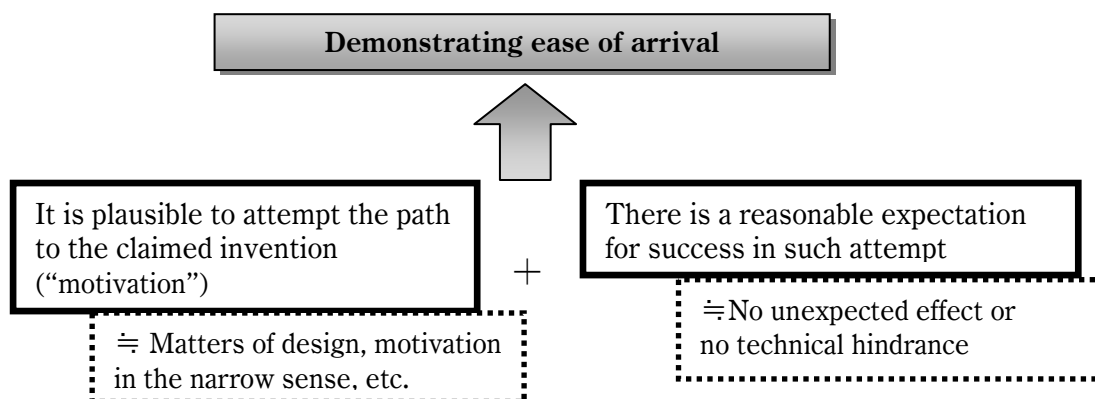 Demonstrating ease of arrival
It is plausible to attempt the path
to the claimed invention
(“motivation”)
+
There is a reasonable expectation
for success in such attempt
≒ Matters of design, motivation
in the narrow sense, etc.
≒No unexpected effect or
no technical hindrance